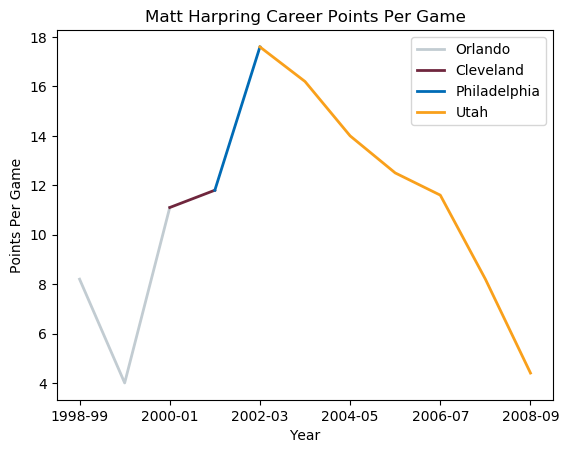 Matt Harpring Career Points Per Game
Orlando
Cleveland
Philadelphia
Utah
Points Per Game
18
16
14
12
10
8
6
4
1998-99
2000-01
2002-03
2004-05
2006-07
2008-09
Year